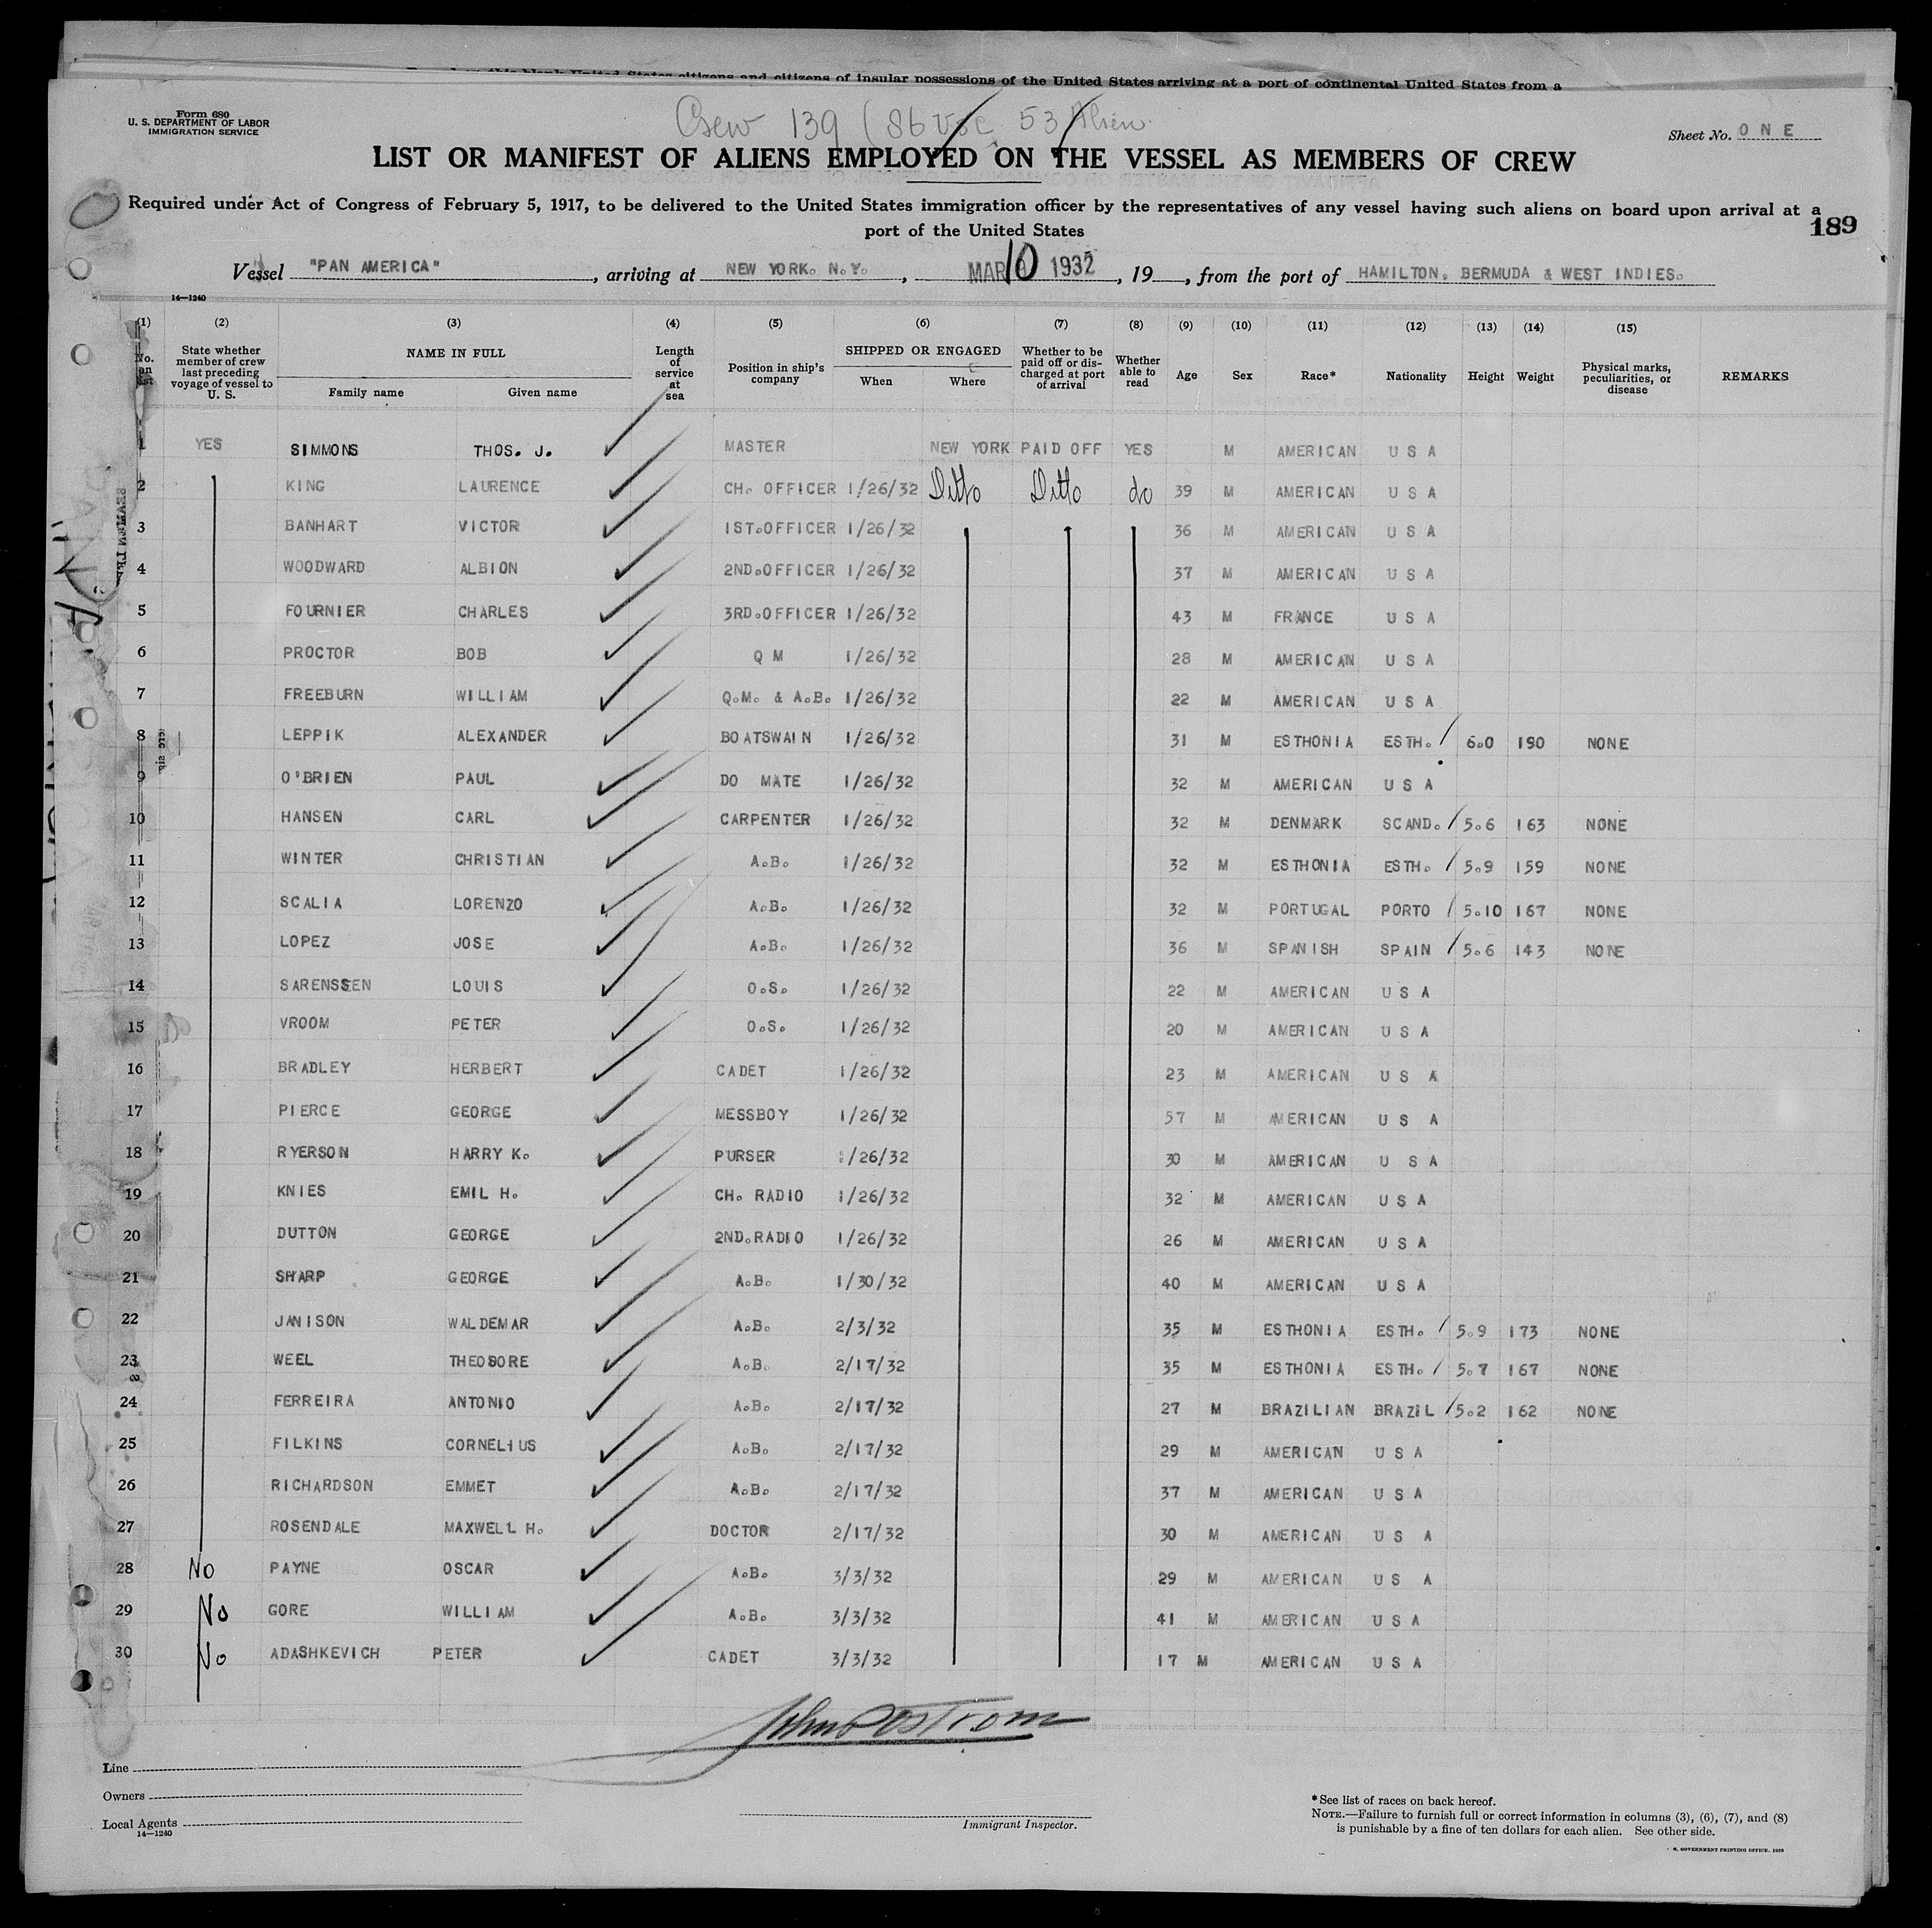 citizens and citizens of insular possessions of the United States arriving at a port of continental United States from a
Form 680
U. S. DEPARTMENT OF LABOR
IMMIGRATION SERVICE
Crew 139 (86 USC 53 Alien
Sheet No. ONE
LIST OR MANIFEST OF ALIENS EMPLOYED ON THE VESSEL AS MEMBERS OF CREW
Required under Act of Congress of February 5, 1917, to be delivered to the United States immigration officer by the representatives of any vessel having such aliens on board upon arrival at a
port of the United States
189
Vessel "PAN AMERICA", arriving at NEW YORK. N.Y., MAR 10 1932, 19, from the port of HAMILTON. BERMUDA & WEST INDIES.
14—1240
(1) (2) (3) (4) (5) (6) (7) (8) (9) (10) (11) (12) (13) (14) (15)
No. on list State whether member of crew last preceding voyage of vessel to U. S. NAME IN FULL Family name Given name Length of service at sea Position in ship's company SHIPPED OR ENGAGED When Where Whether to be paid off or discharged at port of arrival Whether able to read Age Sex Race* Nationality Height Weight Physical marks, peculiarities, or disease REMARKS
1 YES SIMMONS THOS. J. MASTER NEW YORK PAID OFF YES M AMERICAN U S A
2 KING LAURENCE CH. OFFICER 1/26/32 Ditto Ditto do 39 M AMERICAN U S A
3 BANHART VICTOR 1ST.OFFICER 1/26/32 36 M AMERICAN U S A
4 WOODWARD ALBION 2ND.OFFICER 1/26/32 37 M AMERICAN U S A
5 FOURNIER CHARLES 3RD.OFFICER 1/26/32 43 M FRANCE U S A
6 PROCTOR BOB Q M 1/26/32 28 M AMERICAN U S A
7 FREEBURN WILLIAM Q.M. & A.B. 1/26/32 22 M AMERICAN U S A
8 LEPPIK ALEXANDER BOATSWAIN 1/26/32 31 M ESTHONIA ESTH. 6.0 190 NONE
9 O'BRIEN PAUL DO MATE 1/26/32 32 M AMERICAN U S A
10 HANSEN CARL CARPENTER 1/26/32 32 M DENMARK SCAND. 5.6 163 NONE
11 WINTER CHRISTIAN A.B. 1/26/32 32 M ESTHONIA ESTH. 5.9 159 NONE
12 SCALIA LORENZO A.B. 1/26/32 32 M PORTUGAL PORTO 5.10 167 NONE
13 LOPEZ JOSE A.B. 1/26/32 36 M SPANISH SPAIN 5.6 143 NONE
14 SARENSSEN LOUIS O.S. 1/26/32 22 M AMERICAN U S A
15 VROOM PETER O.S. 1/26/32 20 M AMERICAN U S A
16 BRADLEY HERBERT CADET 1/26/32 23 M AMERICAN U S A
17 PIERCE GEORGE MESSBOY 1/26/32 57 M AMERICAN U S A
18 RYERSON HARRY K. PURSER 1/26/32 30 M AMERICAN U S A
19 KNIES EMIL H. CH. RADIO 1/26/32 32 M AMERICAN U S A
20 DUTTON GEORGE 2ND.RADIO 1/26/32 26 M AMERICAN U S A
21 SHARP GEORGE A.B. 1/30/32 40 M AMERICAN U S A
22 JANISON WALDEMAR A.B. 2/3/32 35 M ESTHONIA ESTH. 5.9 173 NONE
23 WEEL THEODORE A.B. 2/17/32 35 M ESTHONIA ESTH. 5.7 167 NONE
24 FERREIRA ANTONIO A.B. 2/17/32 27 M BRAZILIAN BRAZIL 5.2 162 NONE
25 FILKINS CORNELIUS A.B. 2/17/32 29 M AMERICAN U S A
26 RICHARDSON EMMET A.B. 2/17/32 37 M AMERICAN U S A
27 ROSENDALE MAXWELL H. DOCTOR 2/17/32 30 M AMERICAN U S A
28 No PAYNE OSCAR A.B. 3/3/32 29 M AMERICAN U S A
29 No GORE WILLIAM A.B. 3/3/32 41 M AMERICAN U S A
30 No ADASHKEVICH PETER CADET 3/3/32 17 M AMERICAN U S A
Line
Owners
Local Agents
14—1240
Immigrant Inspector.
*See list of races on back hereof.
NOTE.—Failure to furnish full or correct information in columns (3), (6), (7), and (8)
is punishable by a fine of ten dollars for each alien. See other side.
S. GOVERNMENT PRINTING OFFICE, 1929